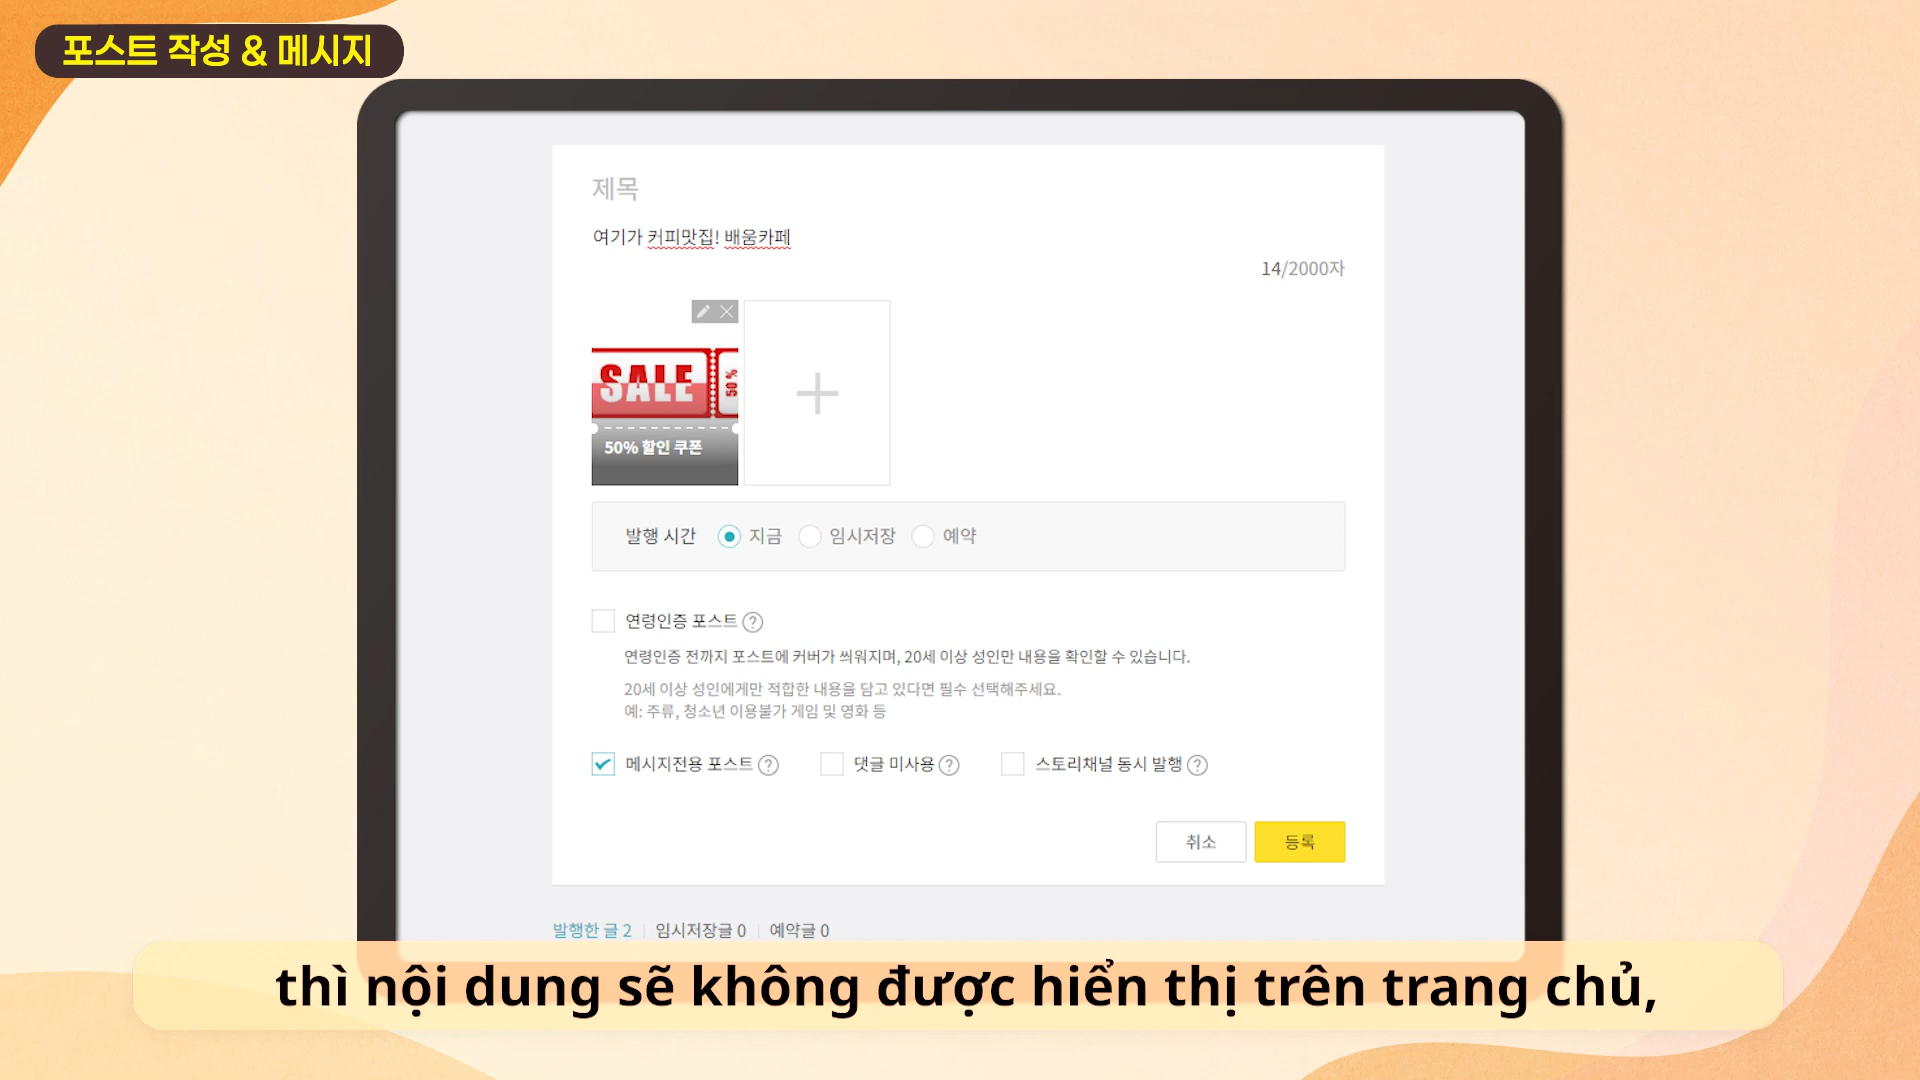 포스트 작성 & 메시지
제목
여기가 커피맛집! 배움카페
14/2000자
SALE
50 %
50% 할인 쿠폰
발행 시간 지금 임시저장 예약
연령인증 포스트 ?
연령인증 전까지 포스트에 커버가 씌워지며, 20세 이상 성인만 내용을 확인할 수 있습니다.
20세 이상 성인에게만 적합한 내용을 담고 있다면 필수 선택해주세요.
예: 주류, 청소년 이용불가 게임 및 영화 등
메시지전용 포스트 ? 댓글 미사용 ? 스토리채널 동시 발행 ?
취소 등록
발행한 글 2 | 임시저장글 0 | 예약글 0
thì nội dung sẽ không được hiển thị trên trang chủ,